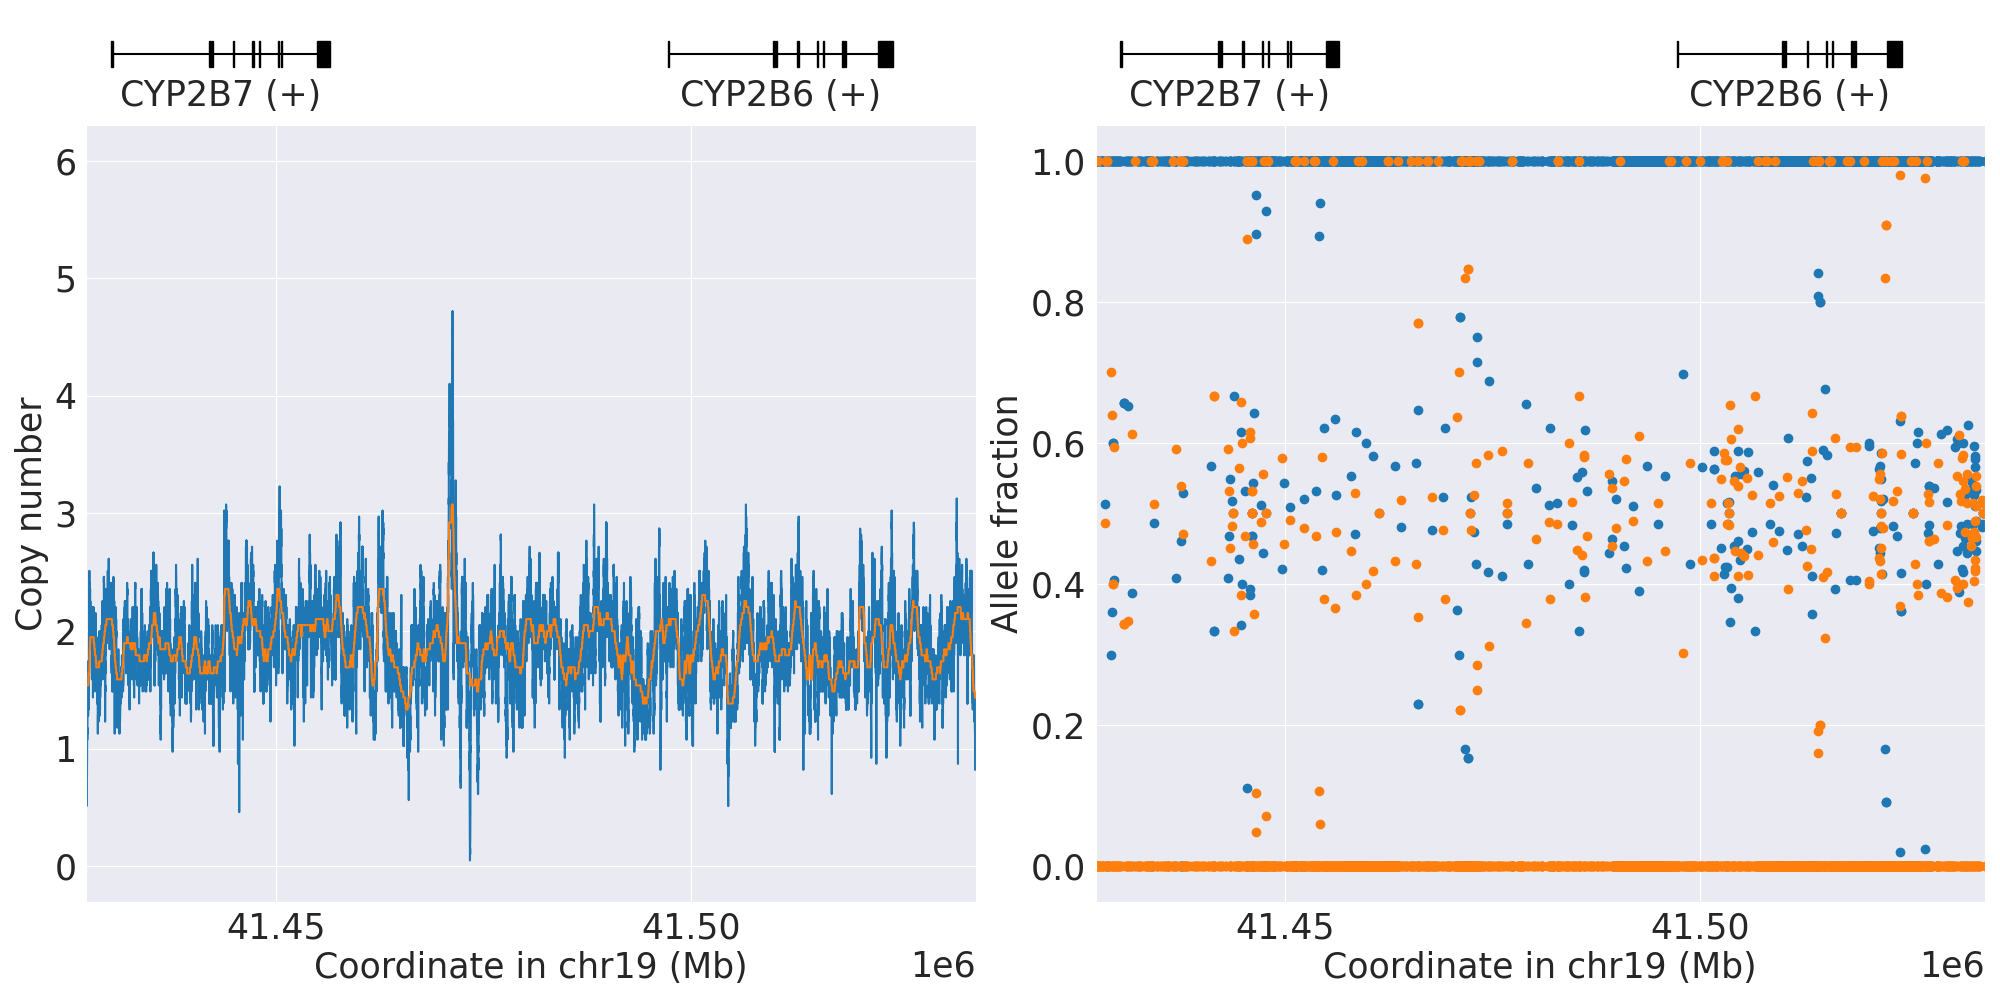 CYP2B7 (+)
CYP2B6 (+)
6
5
4
3
2
1
0
Copy number
41.45
41.50
Coordinate in chr19 (Mb)
1e6
CYP2B7 (+)
CYP2B6 (+)
1.0
0.8
0.6
0.4
0.2
0.0
Allele fraction
41.45
41.50
Coordinate in chr19 (Mb)
1e6